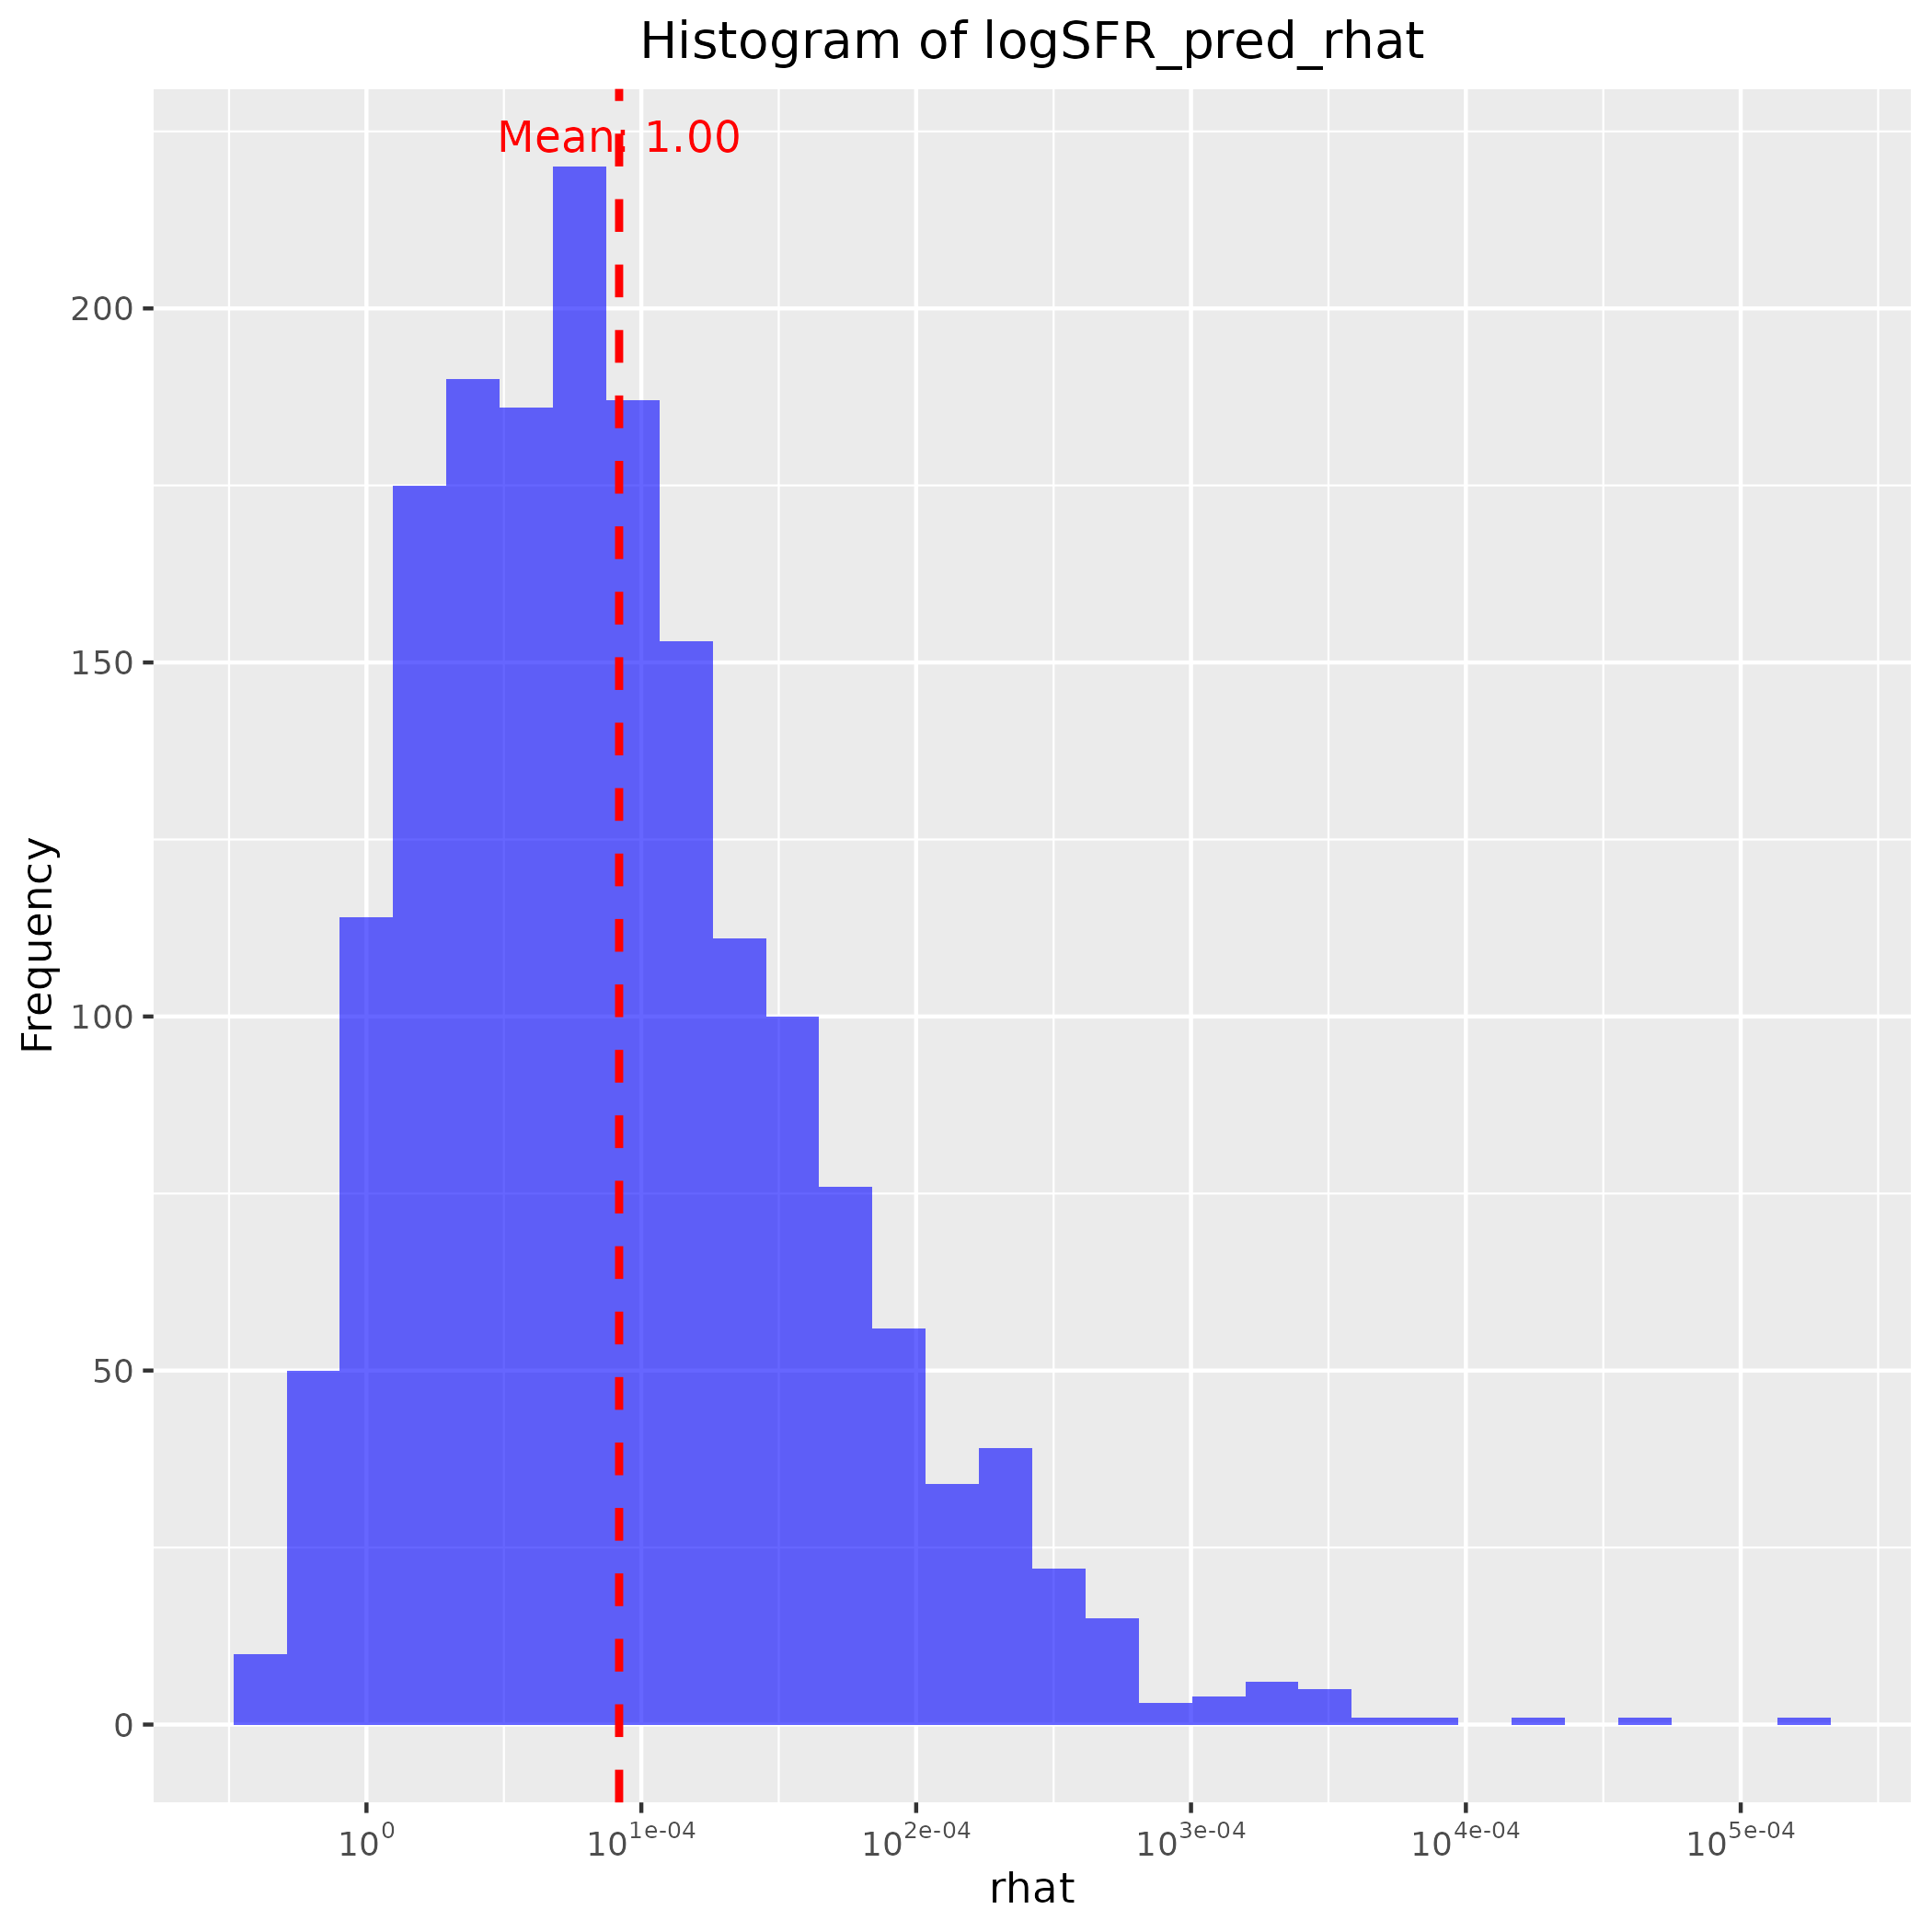 Histogram of logSFR_pred_rhat
Mean: 1.00
200
150
100
50
0
Frequency
10^0
10^1e-04
10^2e-04
10^3e-04
10^4e-04
10^5e-04
rhat